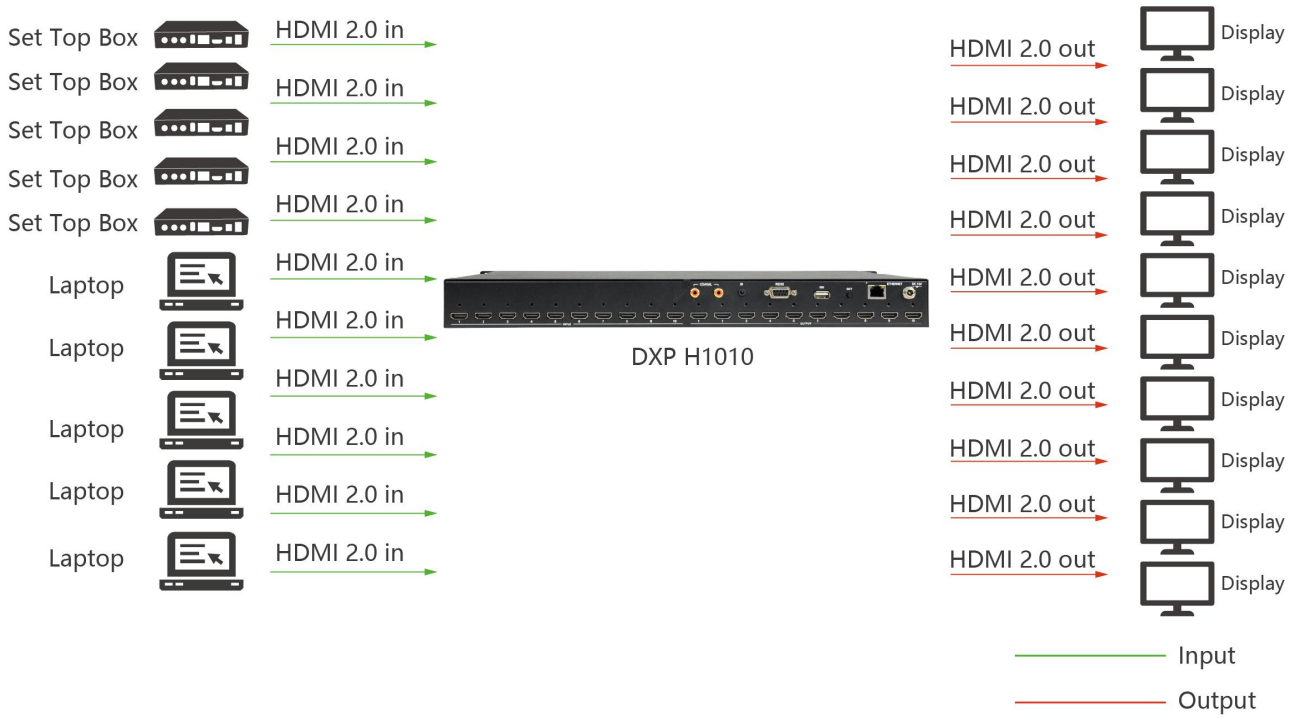 Set Top Box
Set Top Box
Set Top Box
Set Top Box
Set Top Box
Laptop
Laptop
Laptop
Laptop
Laptop
HDMI 2.0 in
HDMI 2.0 in
HDMI 2.0 in
HDMI 2.0 in
HDMI 2.0 in
HDMI 2.0 in
HDMI 2.0 in
HDMI 2.0 in
HDMI 2.0 in
HDMI 2.0 in
COAXIAL
ETHERNET
INPUT
OUTPUT
DXP H1010
HDMI 2.0 out
HDMI 2.0 out
HDMI 2.0 out
HDMI 2.0 out
HDMI 2.0 out
HDMI 2.0 out
HDMI 2.0 out
HDMI 2.0 out
HDMI 2.0 out
HDMI 2.0 out
Display
Display
Display
Display
Display
Display
Display
Display
Display
Display
Input
Output